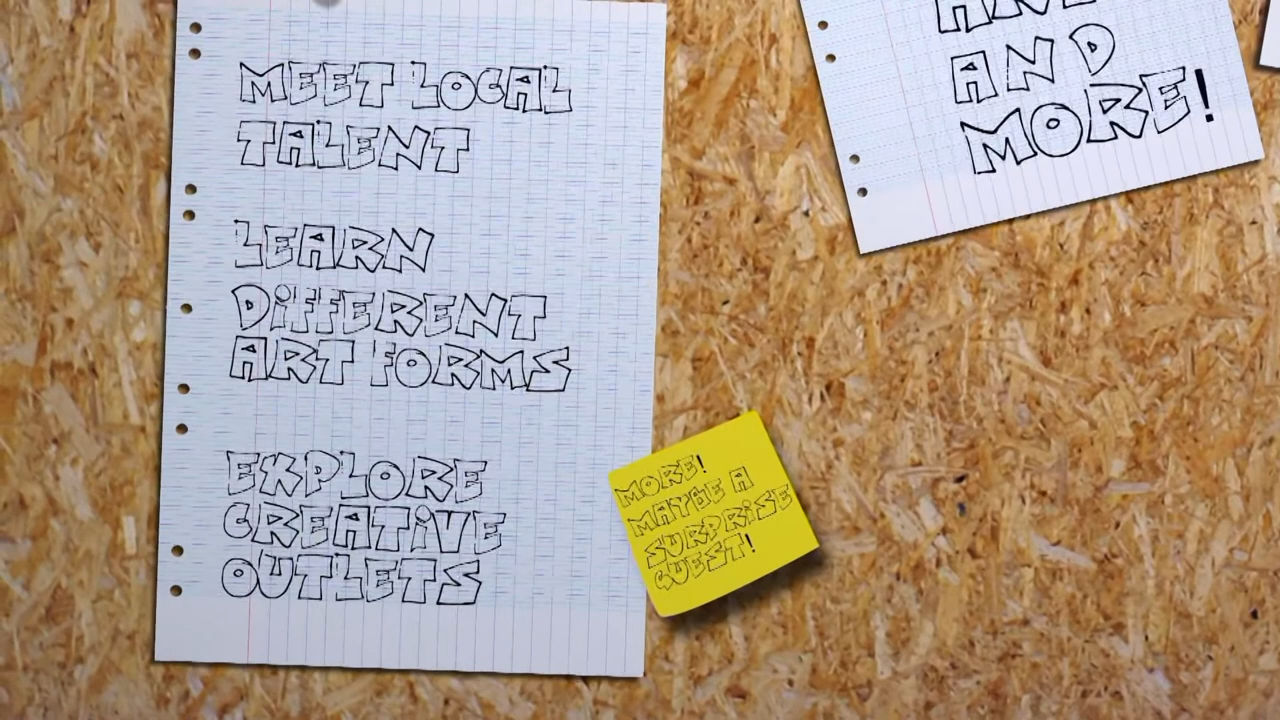 MEET LOCAL
TALENT
LEARN
DiFFERENT
ART FORMS
EXPLORE
CREATiVE
OUTLETS
MORE!
MAYBE A
SURPRiSE
GUEST!
AND
MORE!